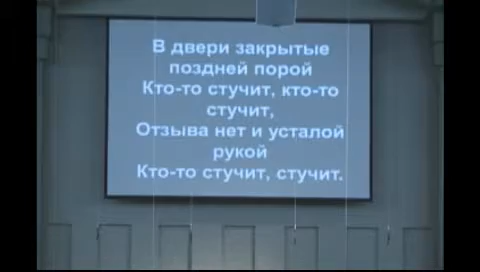 В двери закрытые
поздней порой
Кто-то стучит, кто-то
стучит,
Отзыва нет и усталой
рукой
Кто-то стучит, стучит.